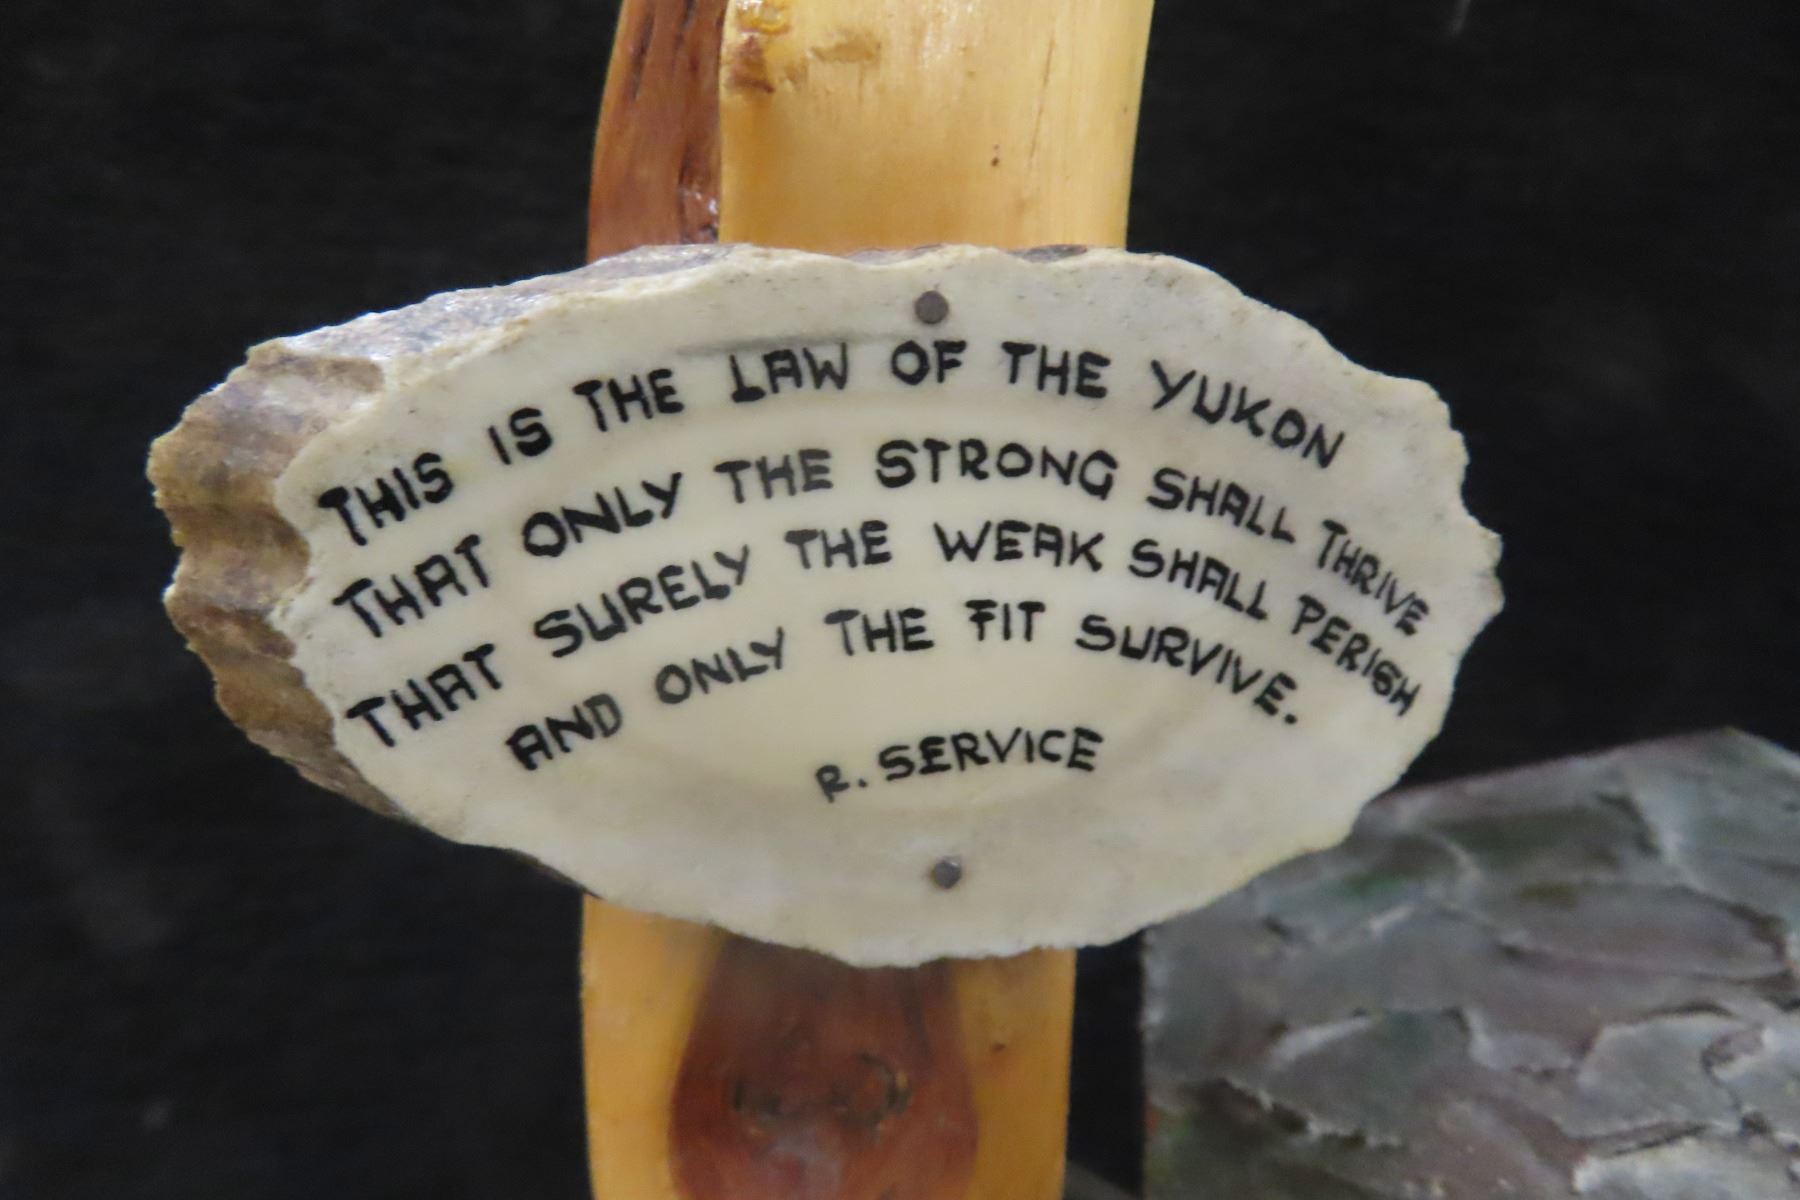 THIS IS THE LAW OF THE YUKON
THAT ONLY THE STRONG SHALL THRIVE
THAT SURELY THE WEAK SHALL PERISH
AND ONLY THE FIT SURVIVE.
R. SERVICE